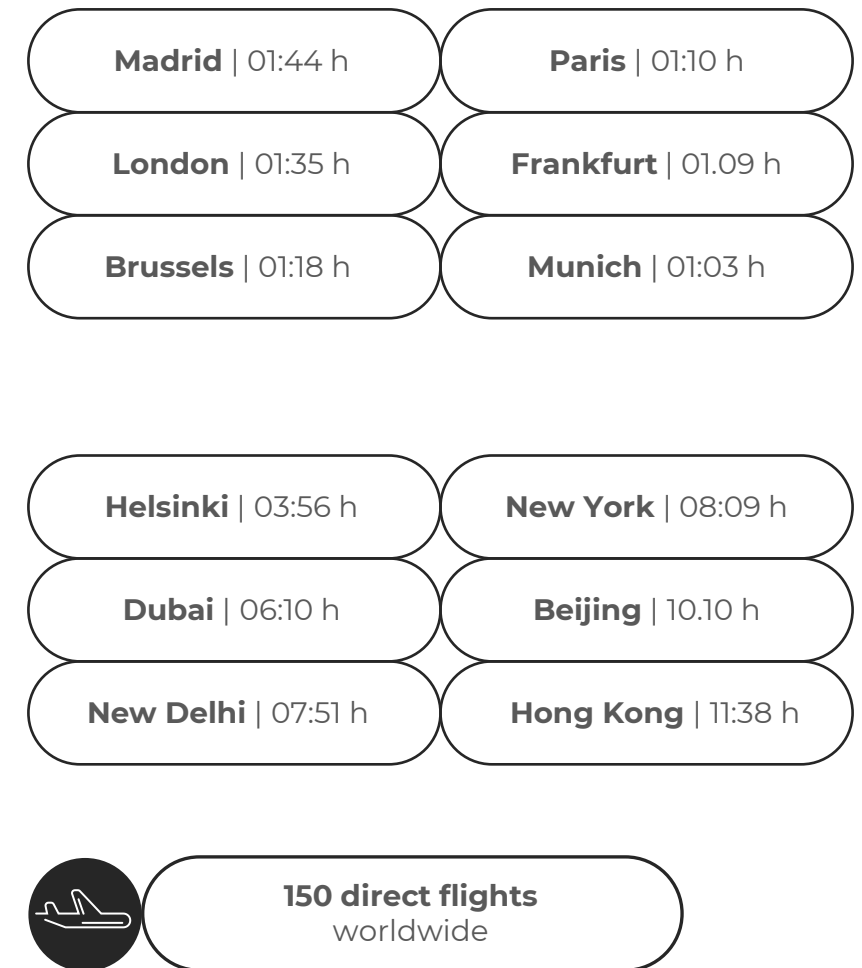 Madrid | 01:44 h
Paris | 01:10 h
London | 01:35 h
Frankfurt | 01.09 h
Brussels | 01:18 h
Munich | 01:03 h
Helsinki | 03:56 h
New York | 08:09 h
Dubai | 06:10 h
Beijing | 10.10 h
New Delhi | 07:51 h
Hong Kong | 11:38 h
150 direct flights
worldwide